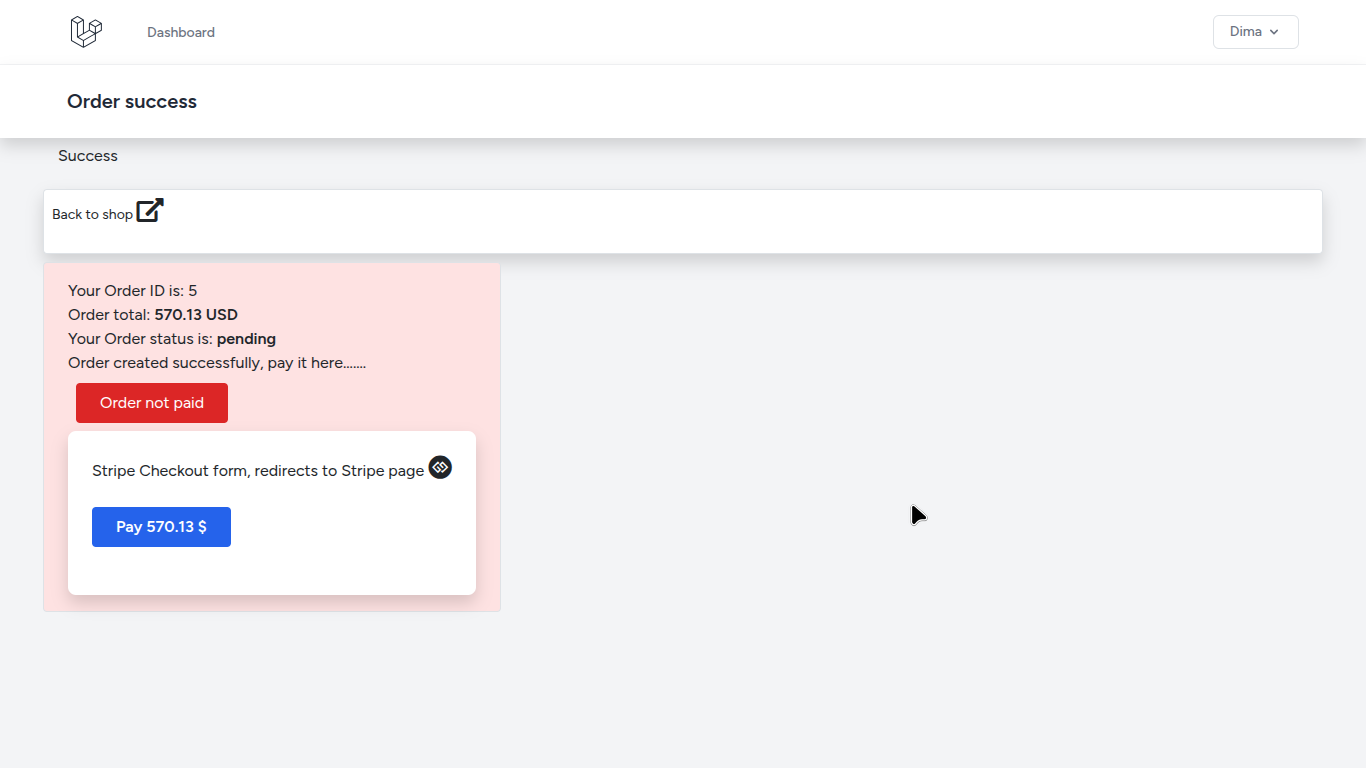 Dashboard
Dima
Order success
Success
Back to shop
Your Order ID is: 5
Order total: 570.13 USD
Your Order status is: pending
Order created successfully, pay it here.......
Order not paid
Stripe Checkout form, redirects to Stripe page
Pay 570.13 $